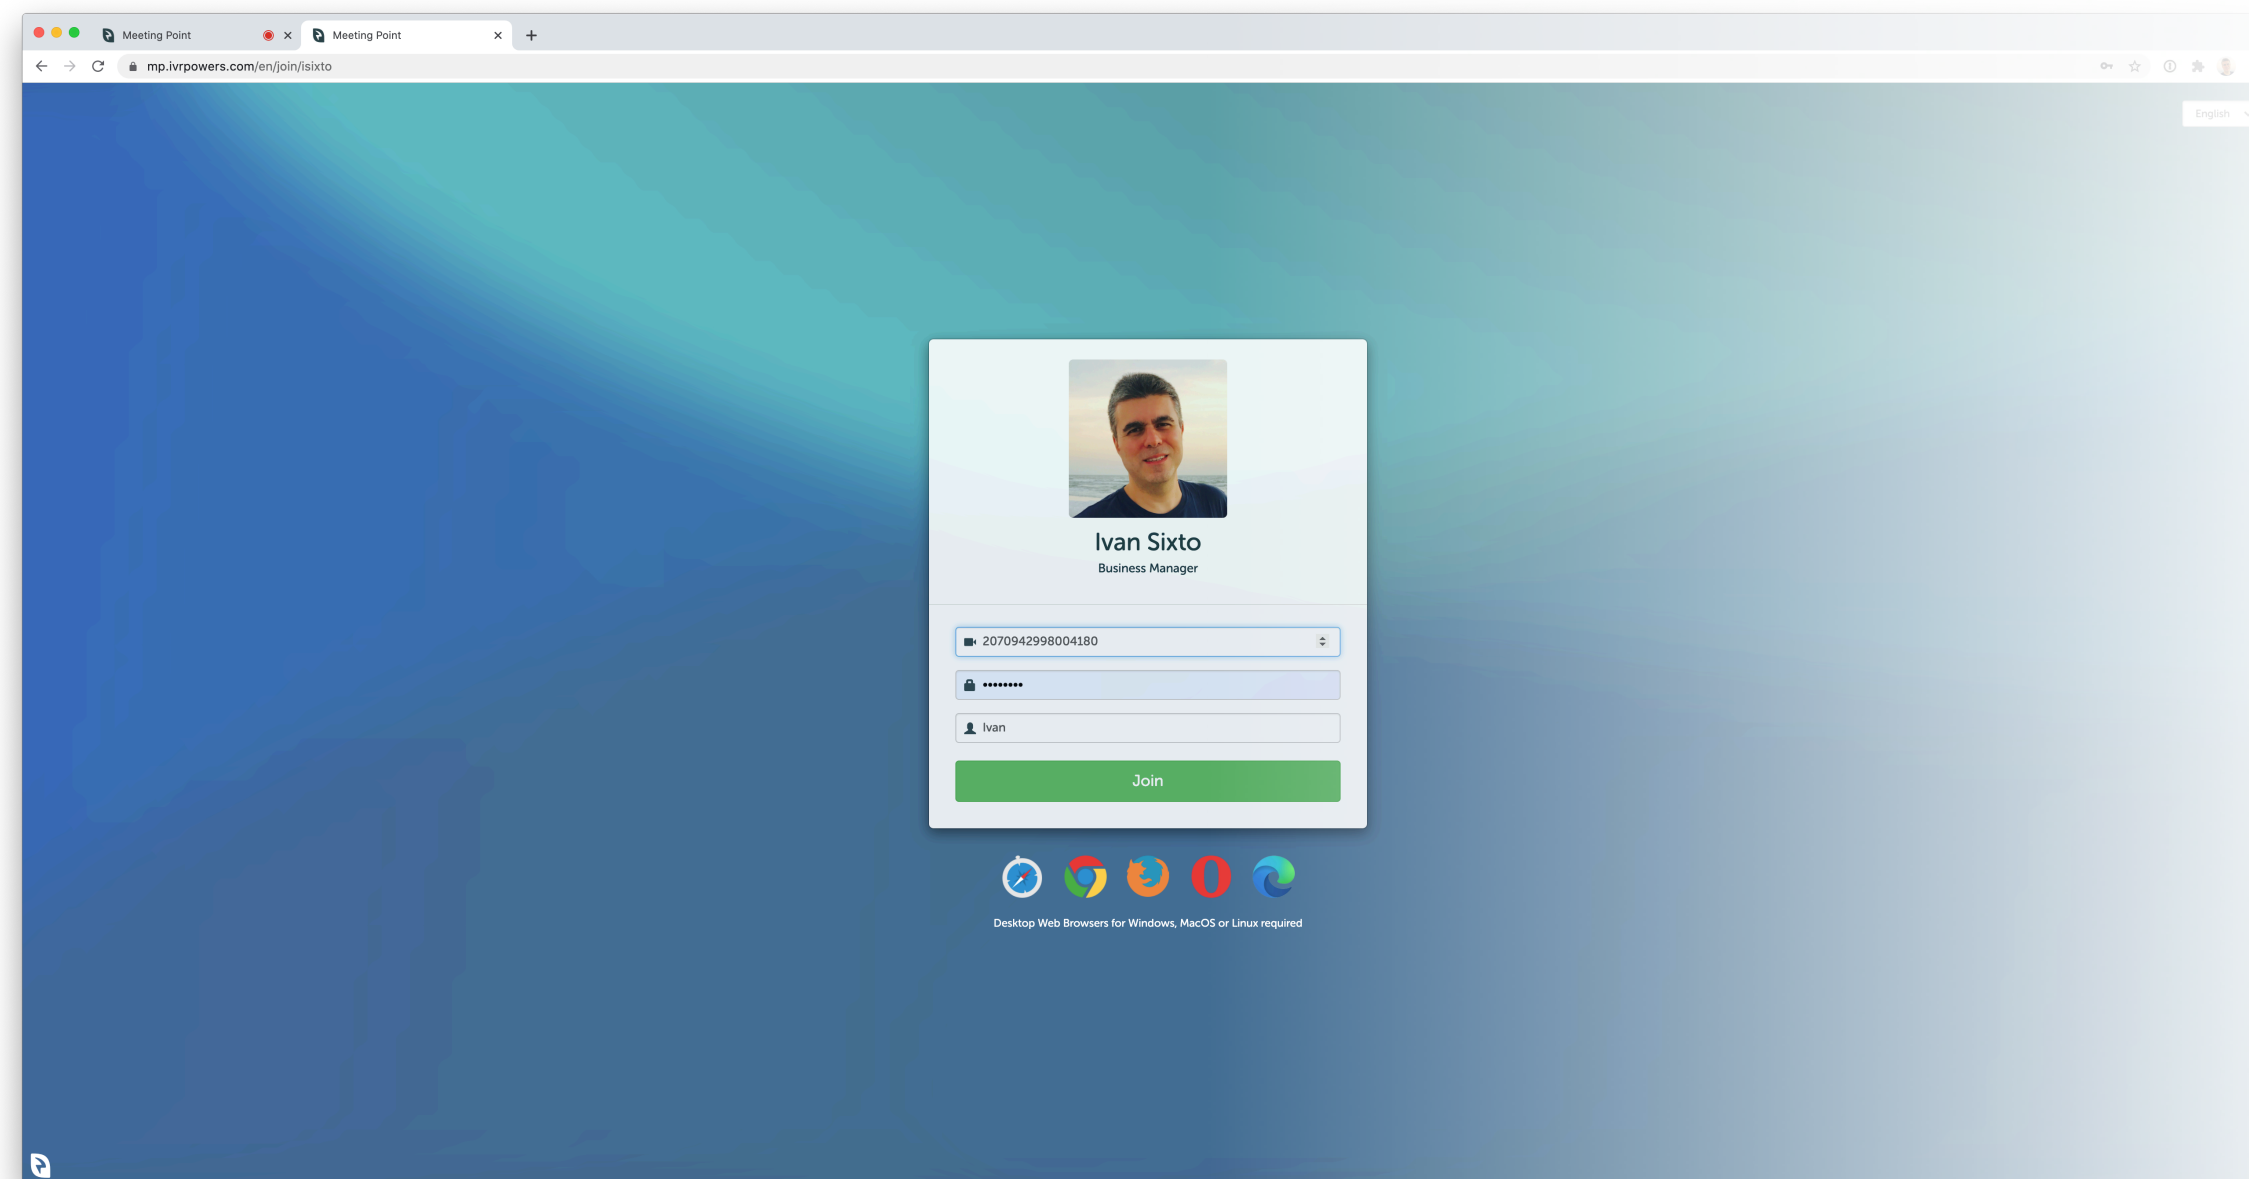 Meeting Point
Meeting Point
mp.ivrpowers.com/en/join/isixto
English
Ivan Sixto
Business Manager
2070942998004180
••••••••
Ivan
Join
Desktop Web Browsers for Windows, MacOS or Linux required